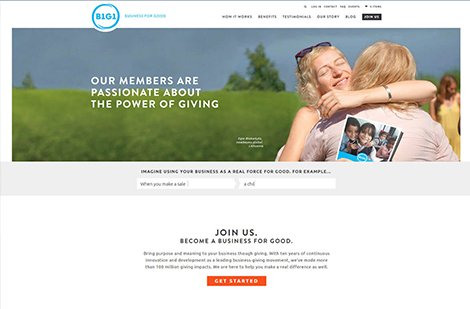 B1G1
BUSINESS FOR GOOD
LOG IN CONTACT FAQ EVENTS 0 ITEMS
HOW IT WORKS BENEFITS TESTIMONIALS OUR STORY BLOG JOIN US
OUR MEMBERS ARE
PASSIONATE ABOUT
THE POWER OF GIVING
Lithuania
IMAGINE USING YOUR BUSINESS AS A REAL FORCE FOR GOOD. FOR EXAMPLE...
When you make a sale
a chil
JOIN US.
BECOME A BUSINESS FOR GOOD.
Bring purpose and meaning to your business though giving. With ten years of continuous
innovation and development as a leading business giving movement, we've made more
than 100 million giving impacts. We are here to help you make a real difference as well.
GET STARTED